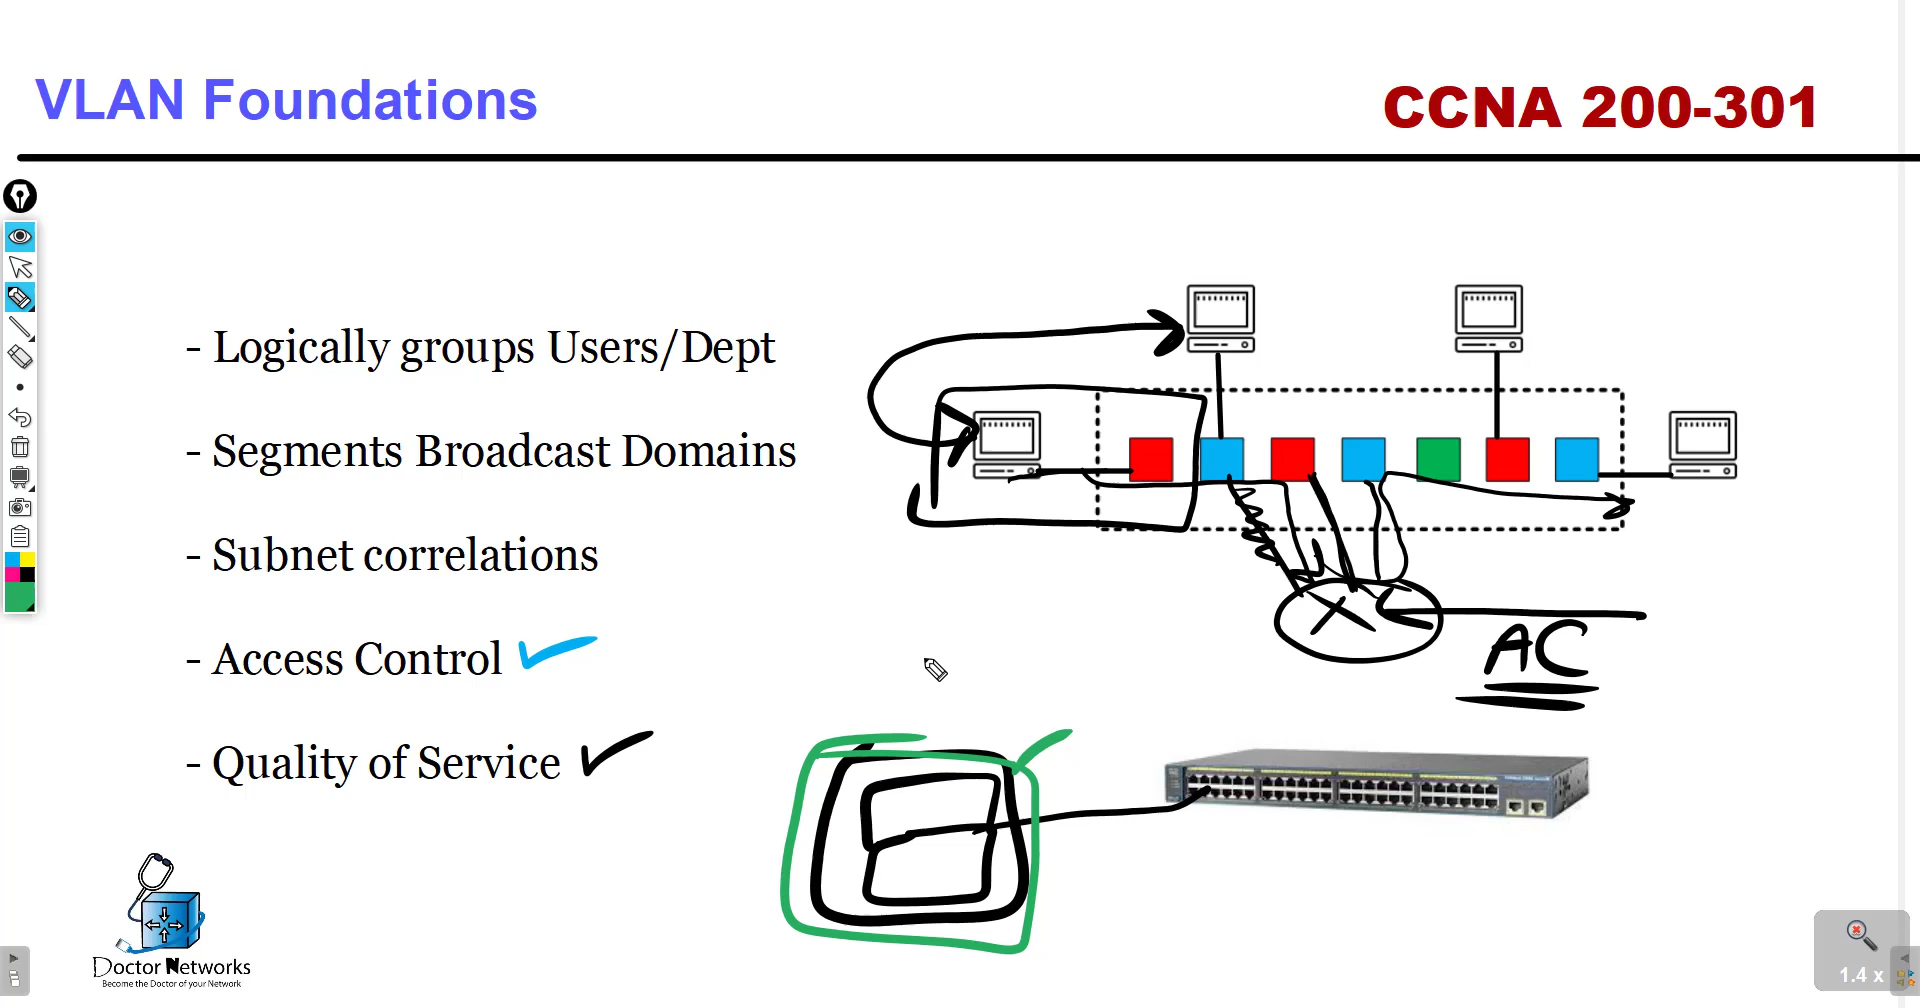 VLAN Foundations
CCNA 200-301
- Logically groups Users/Dept
- Segments Broadcast Domains
- Subnet correlations
- Access Control
- Quality of Service
AC
Doctor Networks
Become the Doctor of your Network
1.4 x